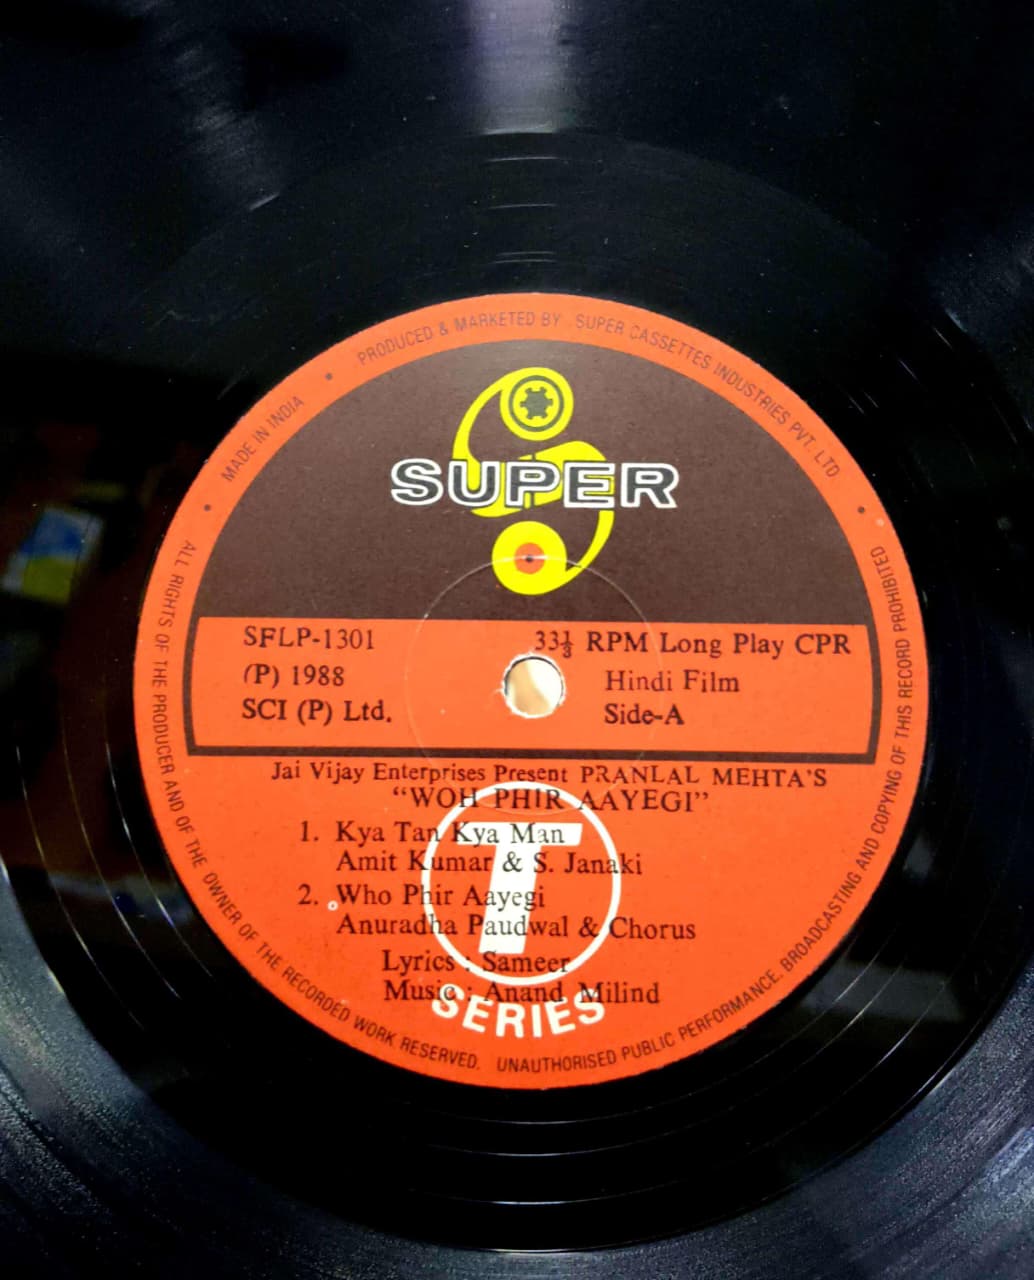 MADE IN INDIA • PRODUCED & MARKETED BY SUPER CASSETTES INDUSTRIES PVT. LTD •
SUPER
SFLP-1301
33⅓ RPM Long Play CPR
(P) 1988
Hindi Film
SCI (P) Ltd.
Side-A
Jai Vijay Enterprises Present PRANLAL MEHTA'S
"WOH PHIR AAYEGI"
1. Kya Tan Kya Man
Amit Kumar & S. Janaki
2. Who Phir Aayegi
Anuradha Paudwal & Chorus
Lyrics : Sameer
Music : Anand Milind
T
SERIES
ALL RIGHTS OF THE PRODUCER AND OF THE OWNER OF THE RECORDED WORK RESERVED. UNAUTHORISED PUBLIC PERFORMANCE. BROADCASTING AND COPYING OF THIS RECORD PROHIBITED